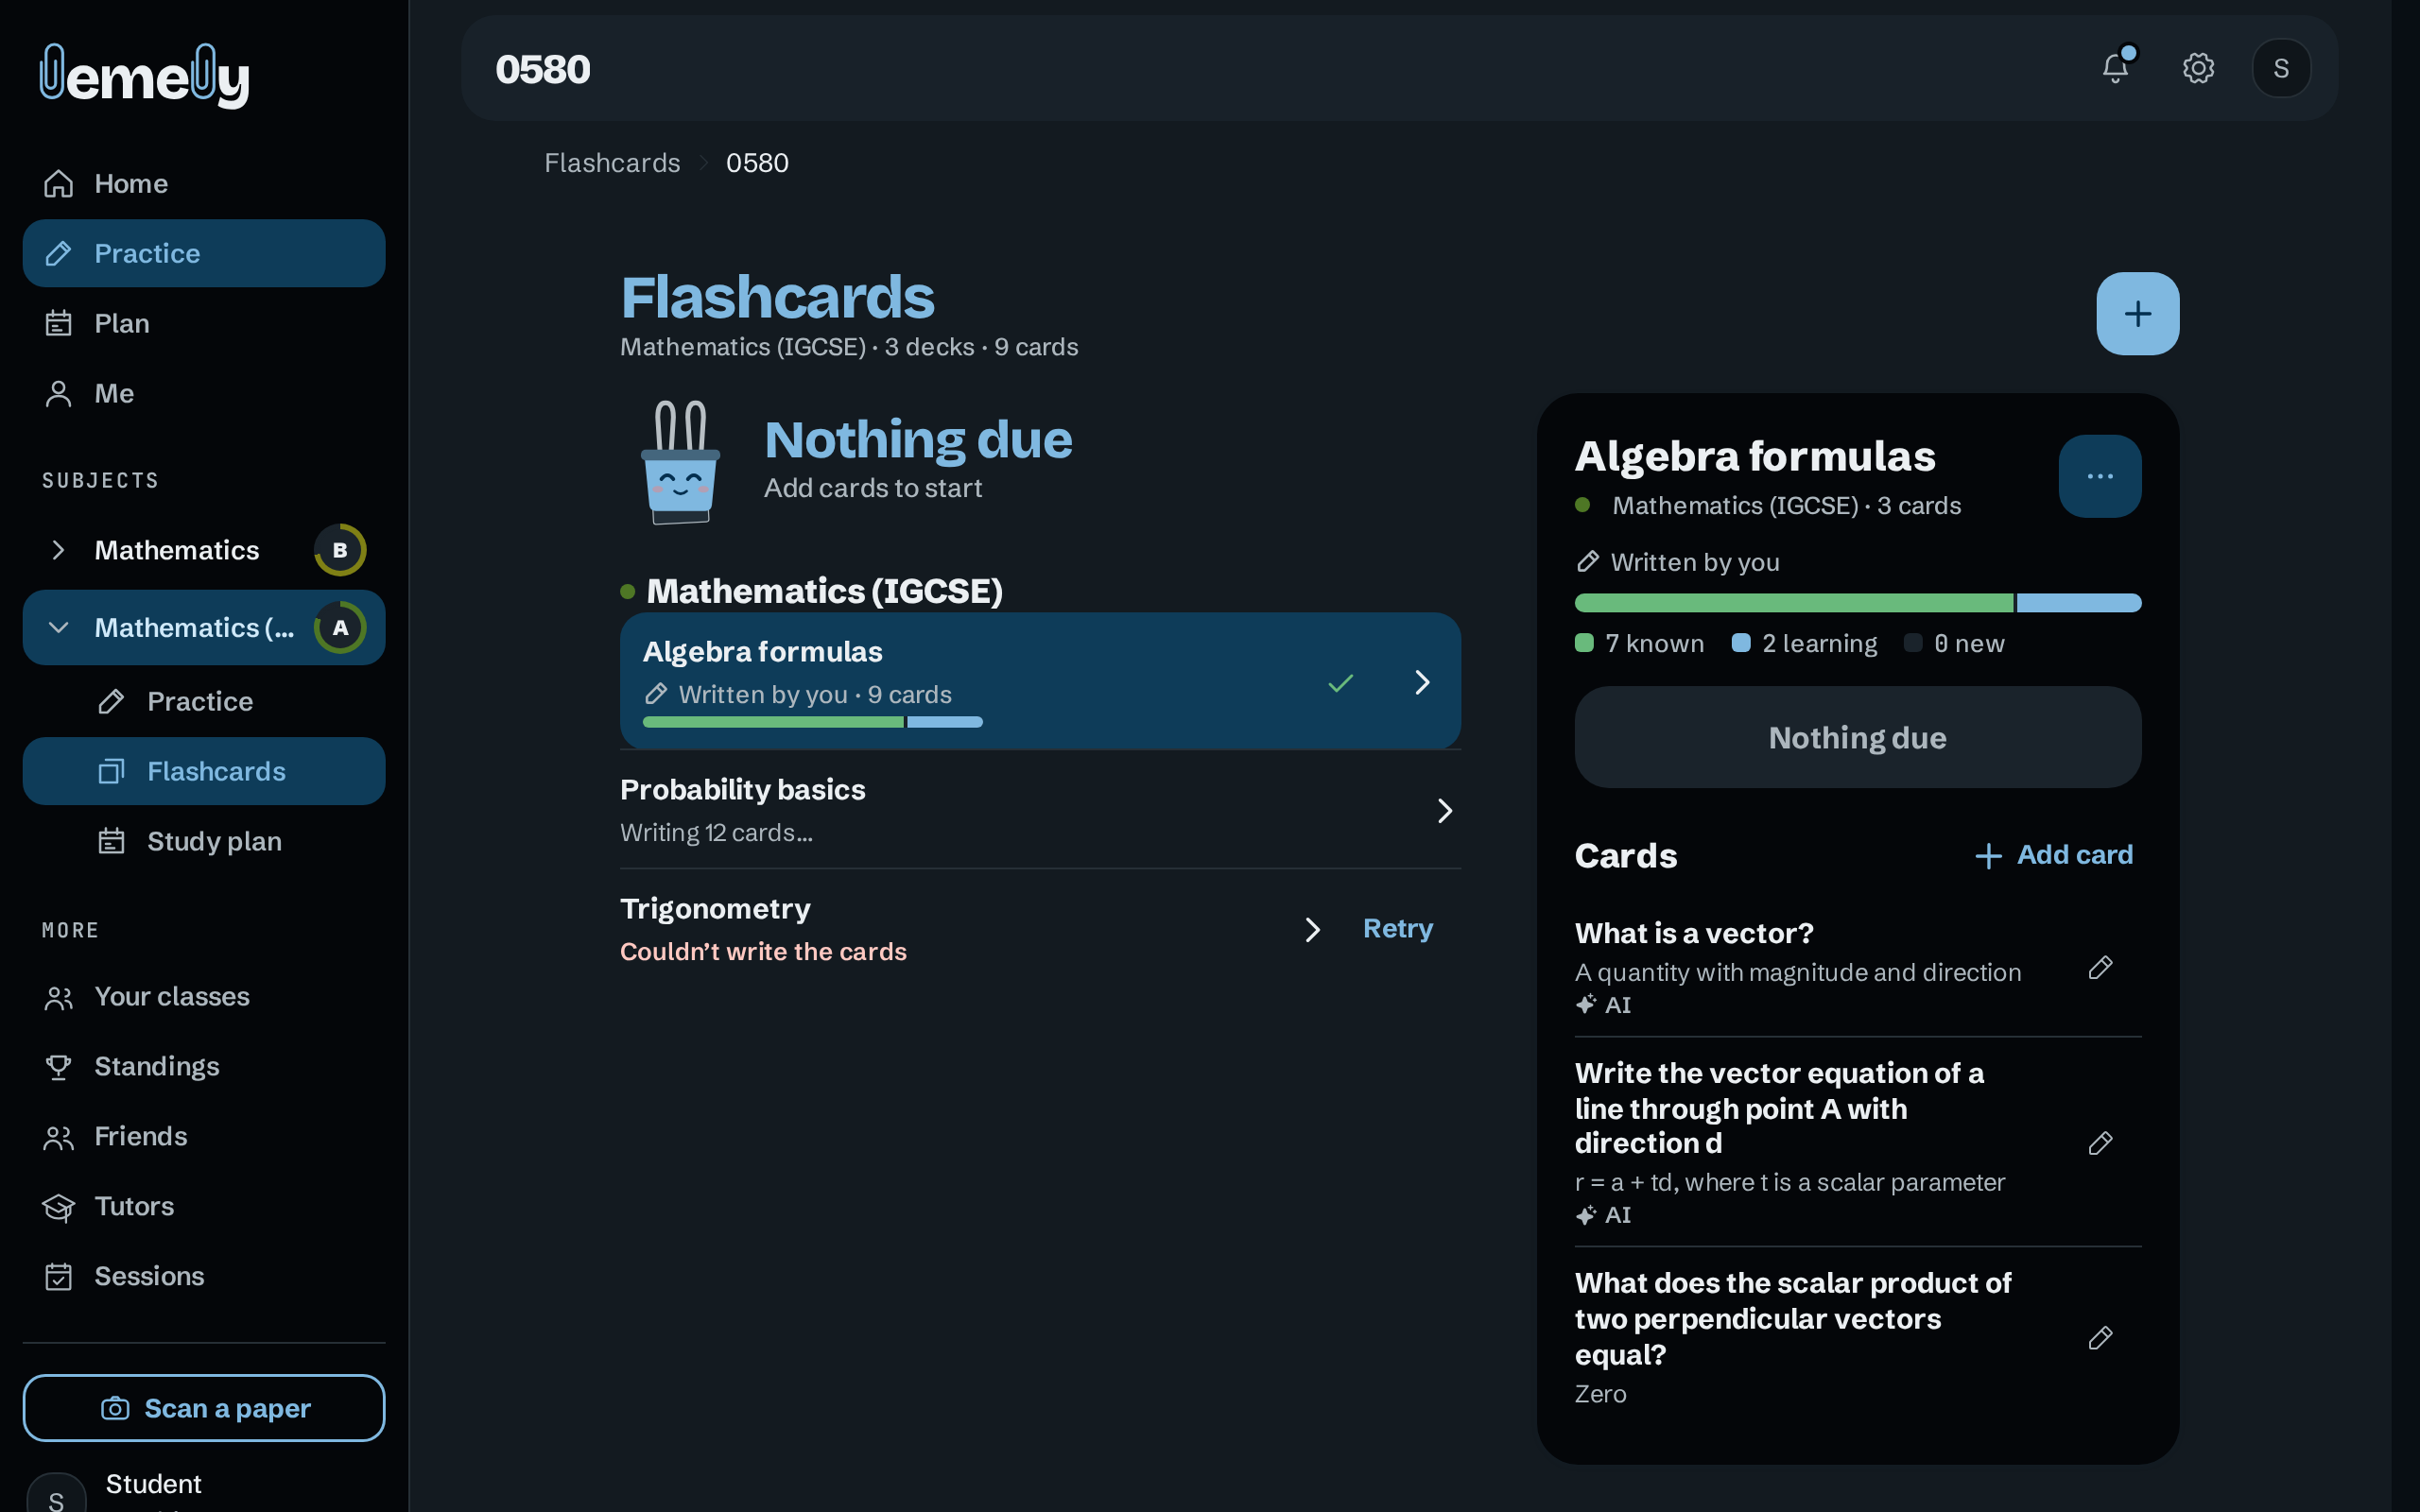 lemely
Home
Practice
Plan
Me
SUBJECTS
Mathematics
B
Mathematics (...
A
Practice
Flashcards
Study plan
MORE
Your classes
Standings
Friends
Tutors
Sessions
Scan a paper
S
Student
0580
S
Flashcards
0580
Flashcards
Mathematics (IGCSE) · 3 decks · 9 cards
Nothing due
Add cards to start
Mathematics (IGCSE)
Algebra formulas
Written by you · 9 cards
Probability basics
Writing 12 cards...
Trigonometry
Couldn’t write the cards
Retry
Algebra formulas
Mathematics (IGCSE) · 3 cards
Written by you
7 known
2 learning
0 new
Nothing due
Cards
Add card
What is a vector?
A quantity with magnitude and direction
AI
Write the vector equation of a
line through point A with
direction d
r = a + td, where t is a scalar parameter
AI
What does the scalar product of
two perpendicular vectors
equal?
Zero